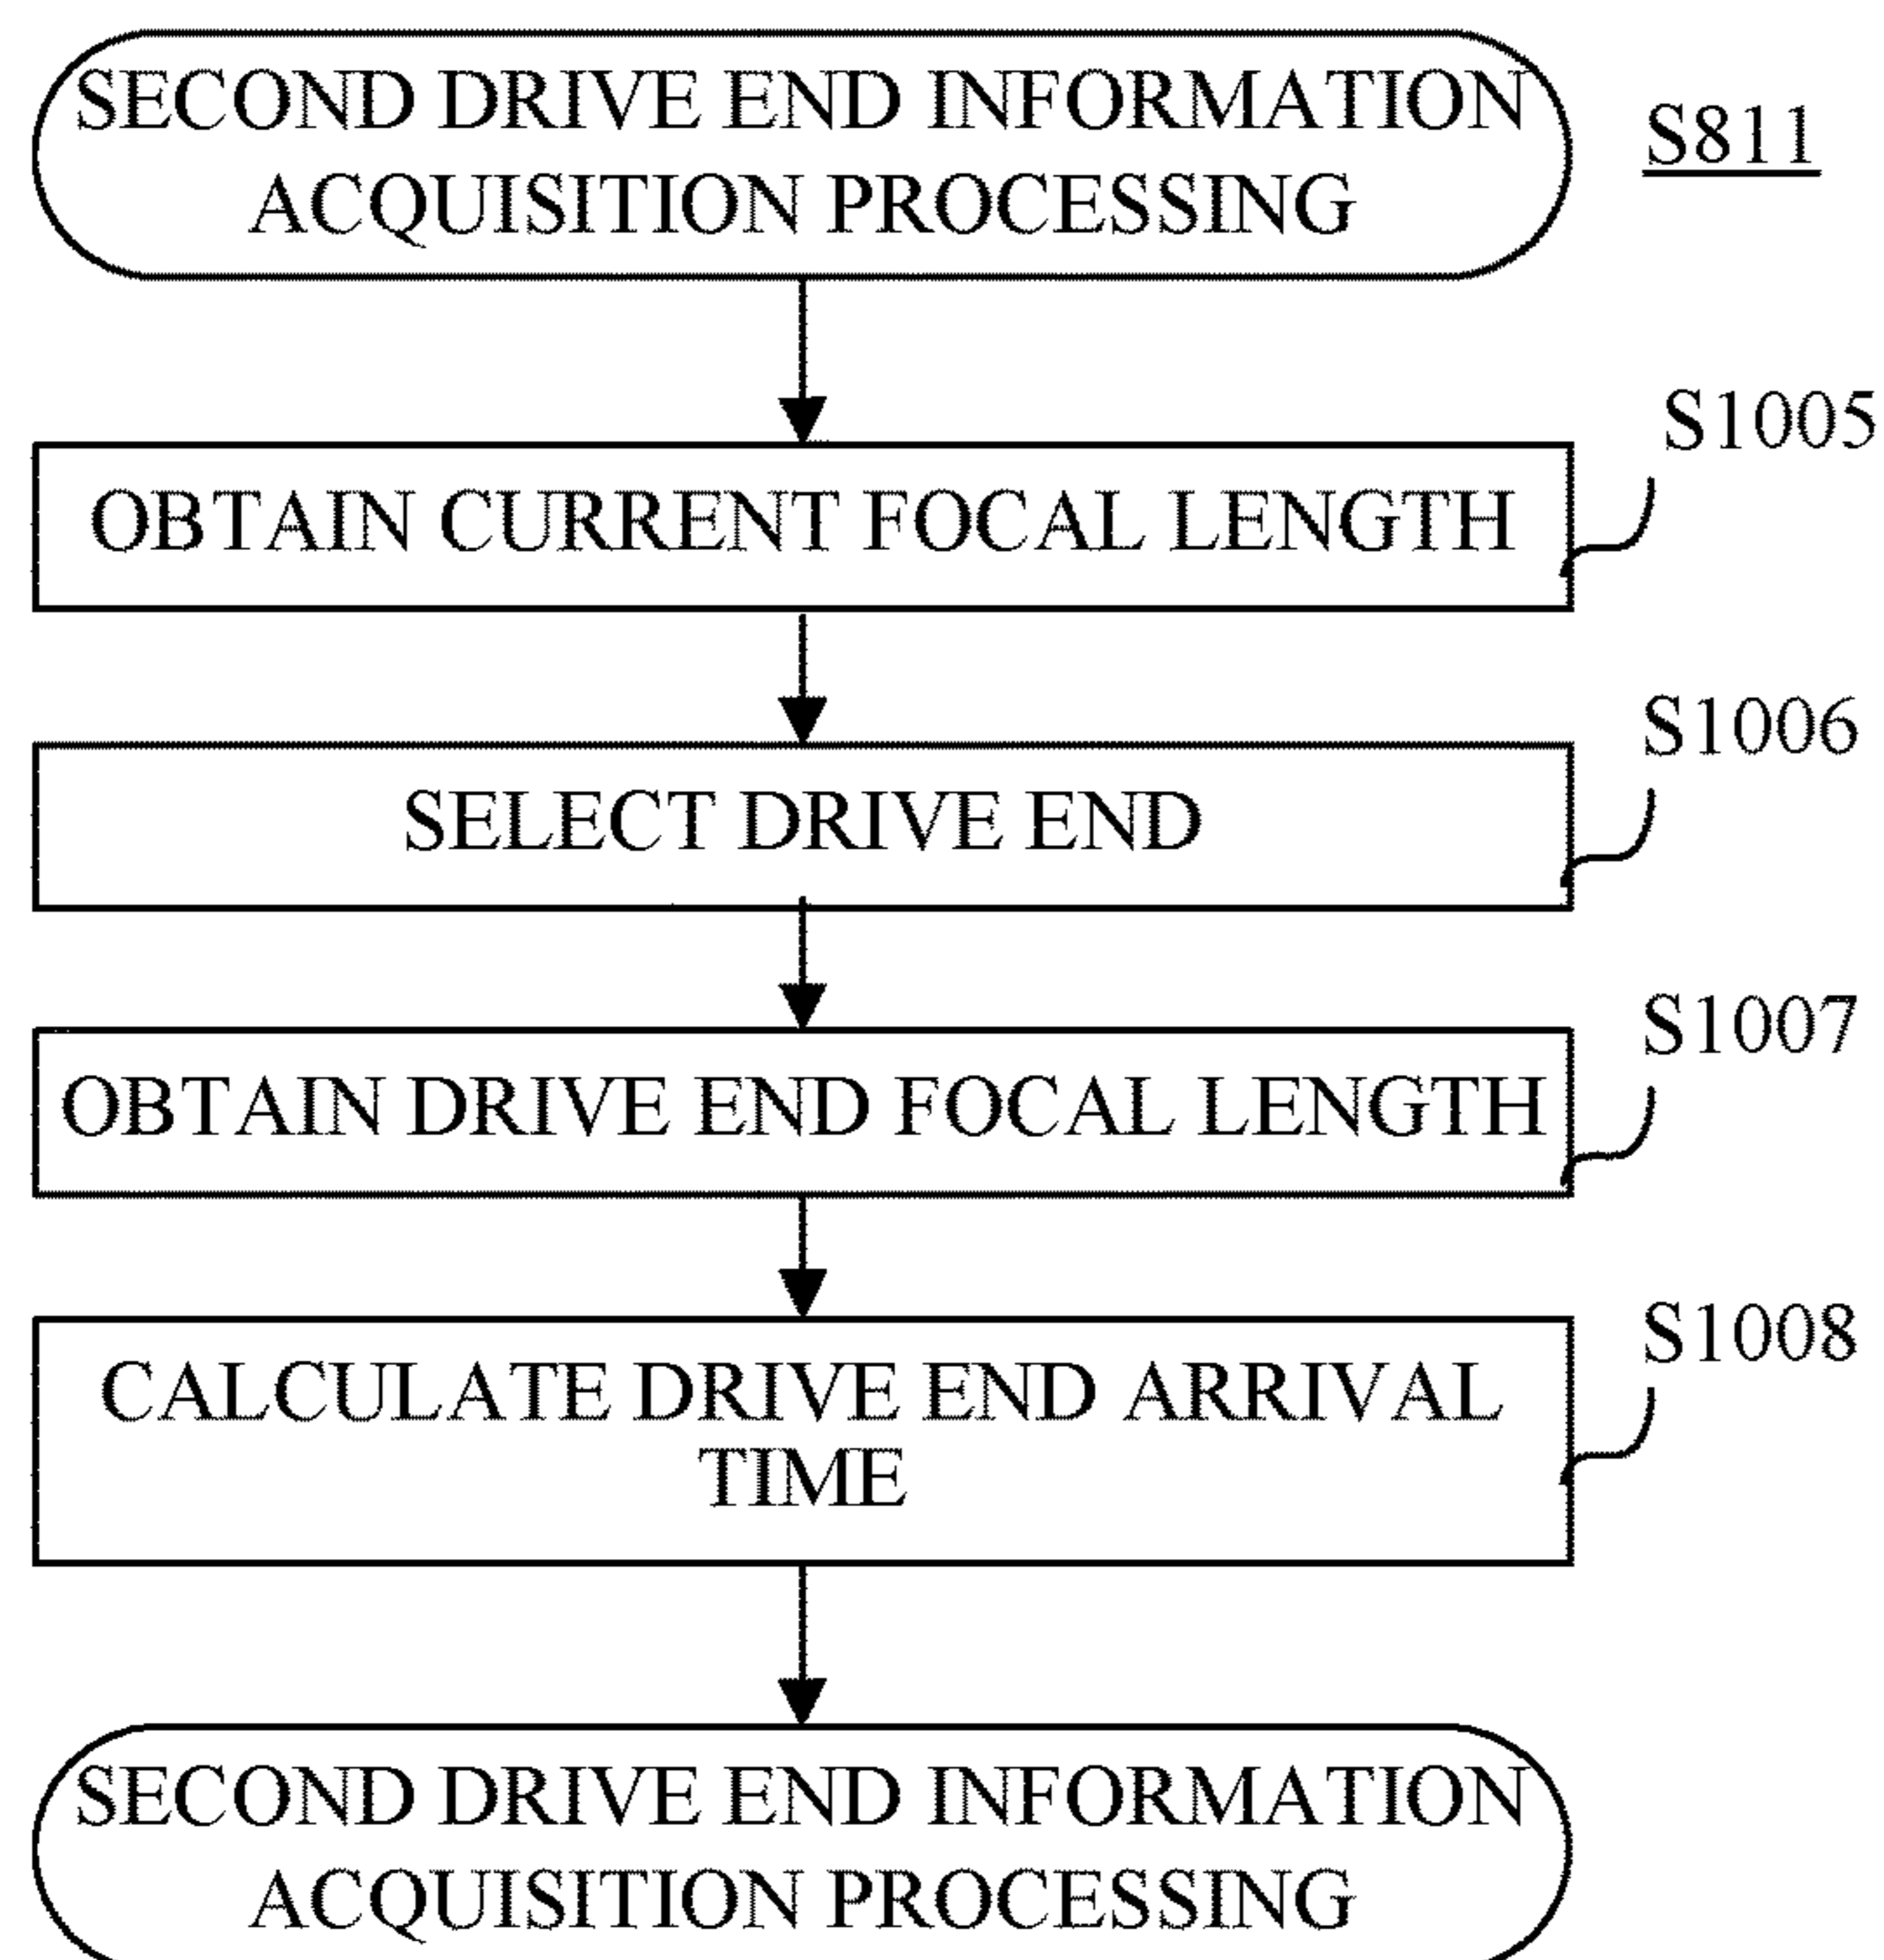 SECOND DRIVE END INFORMATION
ACQUISITION PROCESSING
S811
S1005
OBTAIN CURRENT FOCAL LENGTH
S1006
SELECT DRIVE END
S1007
OBTAIN DRIVE END FOCAL LENGTH
S1008
CALCULATE DRIVE END ARRIVAL
TIME
SECOND DRIVE END INFORMATION
ACQUISITION PROCESSING